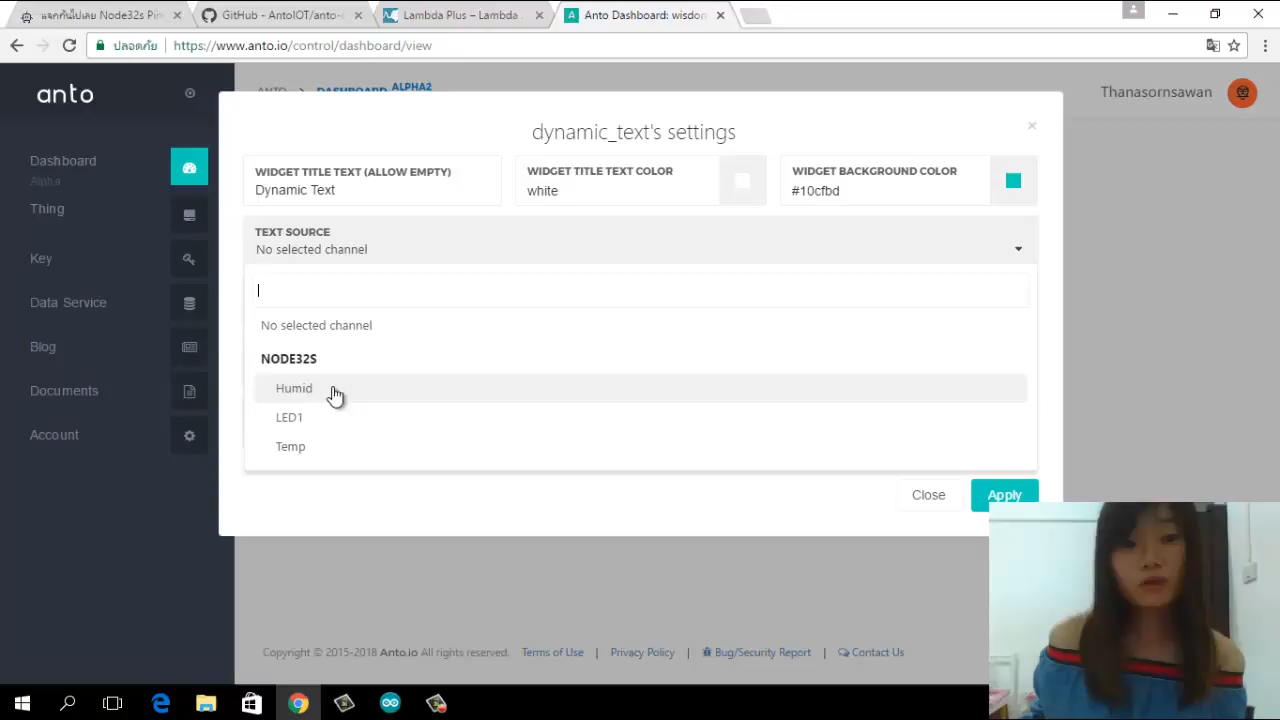 แจกกันไปเลย Node32s Pin
GitHub - AntoIOT/anto-e
Lambda Plus – Lambda
Anto Dashboard: wisdom
ปลอดภัย
https://www.anto.io/control/dashboard/view
anto
ANTO > DASHBOARD ALPHA2
Thanasornsawan
Dashboard
Alpha
Thing
Key
Data Service
Blog
Documents
Account
dynamic_text's settings
WIDGET TITLE TEXT (ALLOW EMPTY)
Dynamic Text
WIDGET TITLE TEXT COLOR
white
WIDGET BACKGROUND COLOR
#10cfbd
TEXT SOURCE
No selected channel
No selected channel
NODE32S
Humid
LED1
Temp
Close
Apply
Copyright © 2015-2018 Anto.io All rights reserved. Terms of Use | Privacy Policy | Bug/Security Report | Contact Us